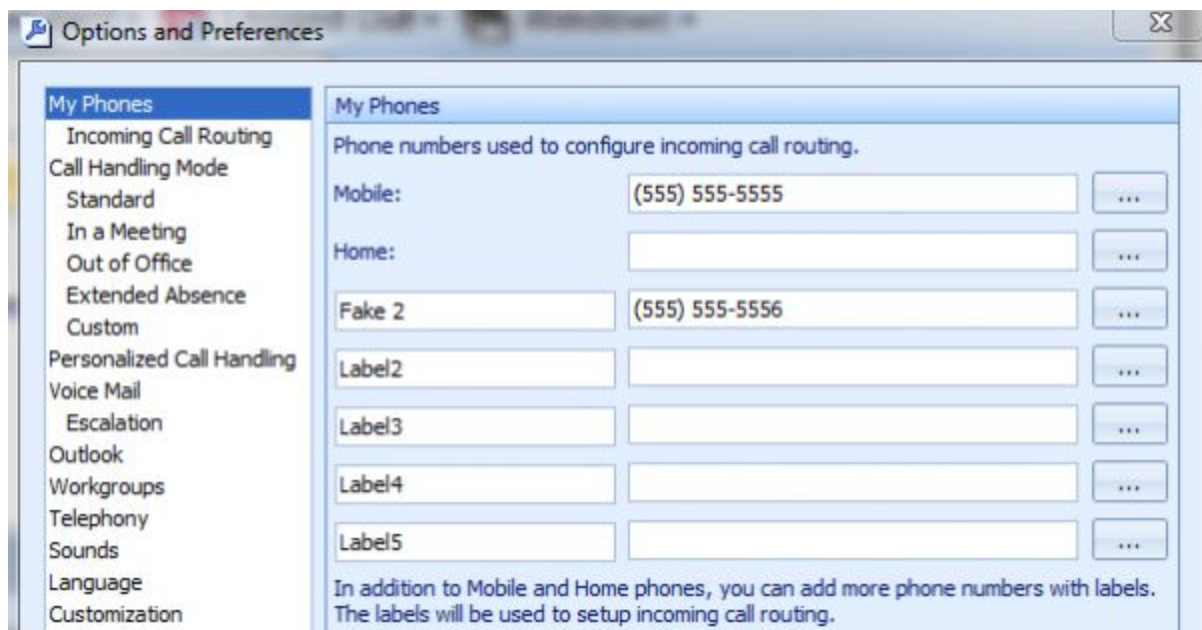 Options and Preferences
My Phones
Incoming Call Routing
Call Handling Mode
Standard
In a Meeting
Out of Office
Extended Absence
Custom
Personalized Call Handling
Voice Mail
Escalation
Outlook
Workgroups
Telephony
Sounds
Language
Customization
My Phones
Phone numbers used to configure incoming call routing.
Mobile: (555) 555-5555 ...
Home: ...
Fake 2 (555) 555-5556 ...
Label2 ...
Label3 ...
Label4 ...
Label5 ...
In addition to Mobile and Home phones, you can add more phone numbers with labels.
The labels will be used to setup incoming call routing.